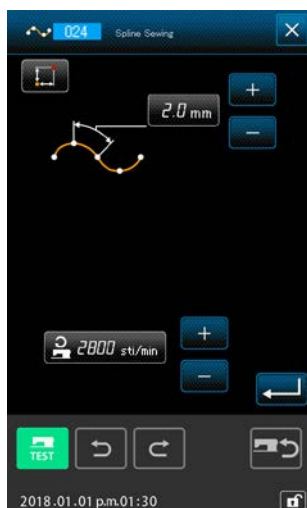 024 Spline Sewing
2.0 mm
2800 sti/min
TEST
2018.01.01 p.m.01:30